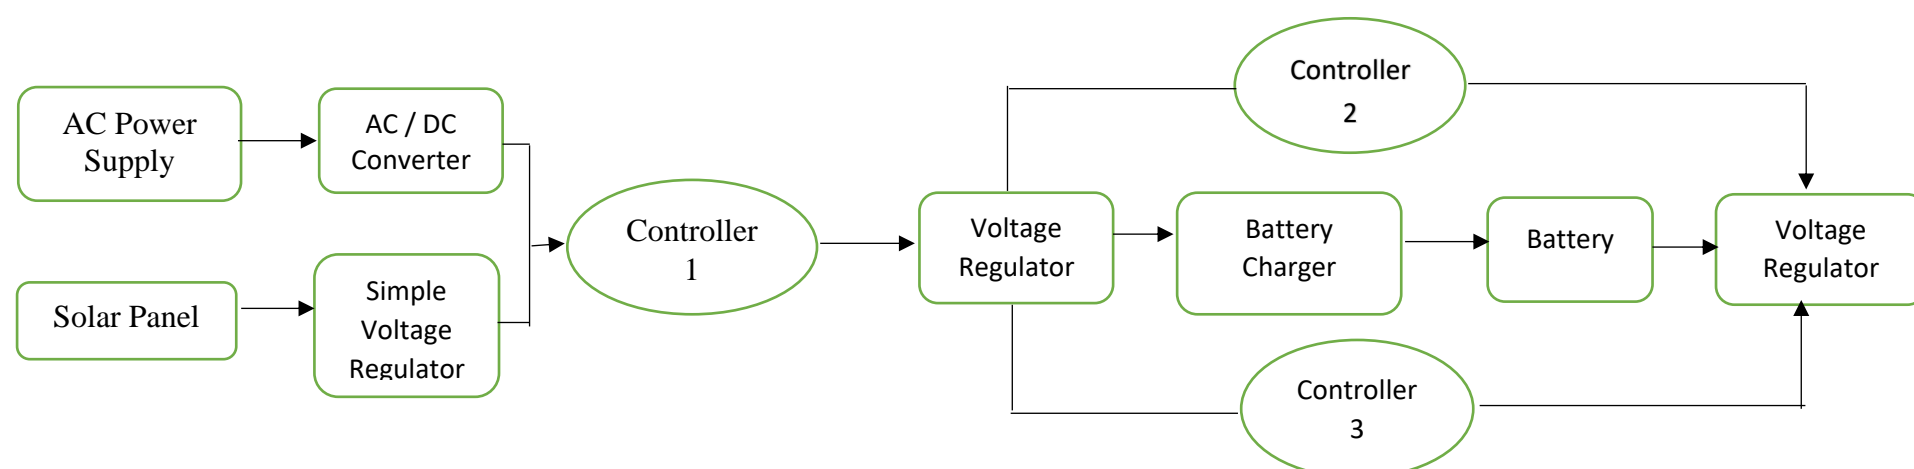 AC Power
Supply
AC / DC
Converter
Solar Panel
Simple
Voltage
Regulator
Controller
1
Voltage
Regulator
Controller
2
Battery
Charger
Battery
Controller
3
Voltage
Regulator